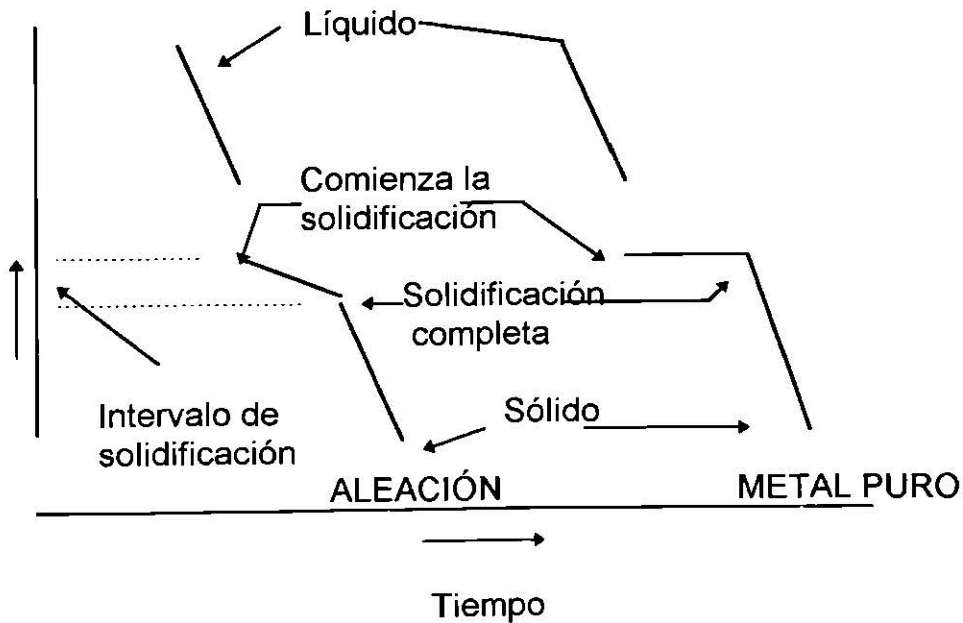 Líquido
Comienza la
solidificación
Solidificación
completa
Intervalo de
solidificación
Sólido
ALEACIÓN
METAL PURO
Tiempo